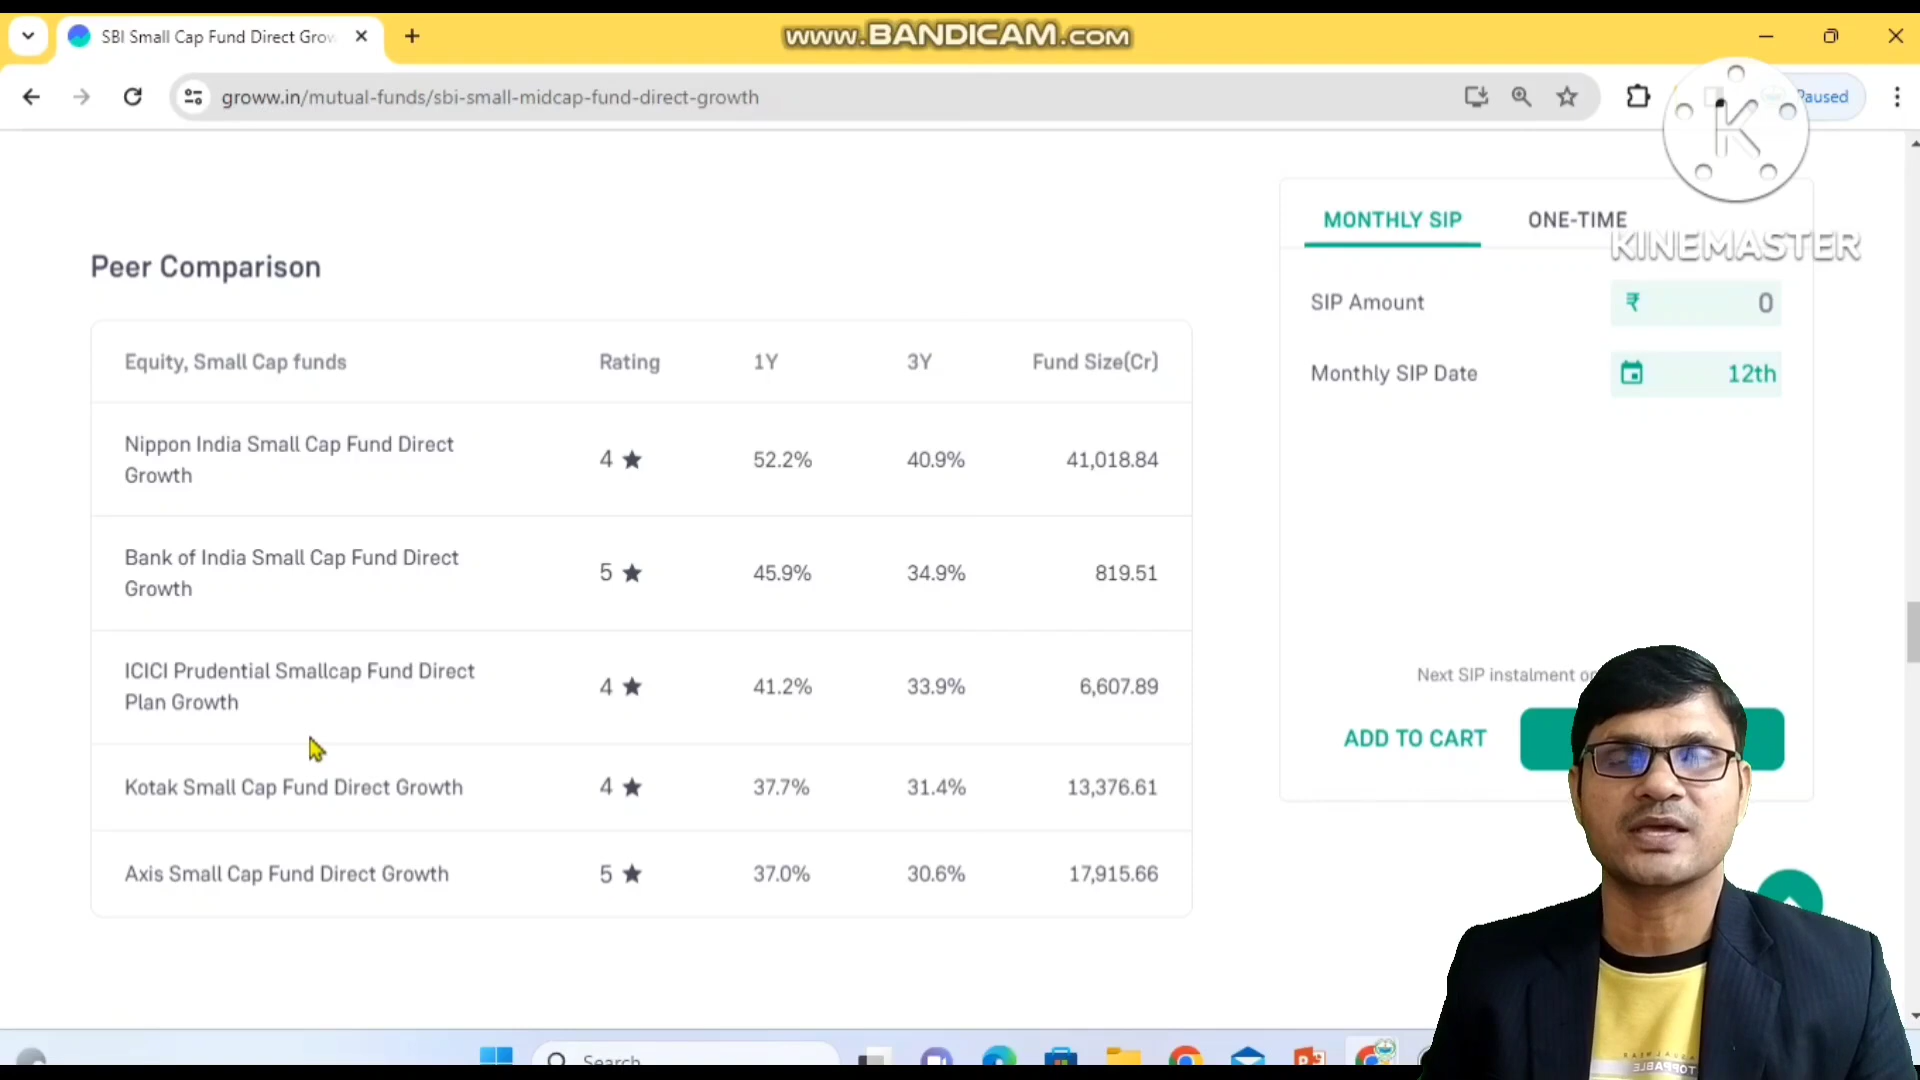 SBI Small Cap Fund Direct Grow
www.BANDICAM.com
groww.in/mutual-funds/sbi-small-midcap-fund-direct-growth
Paused
K
KINEMASTER
MONTHLY SIP ONE-TIME
Peer Comparison
SIP Amount ₹ 0
Monthly SIP Date 12th
Equity, Small Cap funds Rating 1Y 3Y Fund Size(Cr)
Nippon India Small Cap Fund Direct
Growth
4 ★ 52.2% 40.9% 41,018.84
Bank of India Small Cap Fund Direct
Growth
5 ★ 45.9% 34.9% 819.51
ICICI Prudential Smallcap Fund Direct
Plan Growth
4 ★ 41.2% 33.9% 6,607.89
Kotak Small Cap Fund Direct Growth 4 ★ 37.7% 31.4% 13,376.61
Axis Small Cap Fund Direct Growth 5 ★ 37.0% 30.6% 17,915.66
Next SIP instalment
ADD TO CART
Search